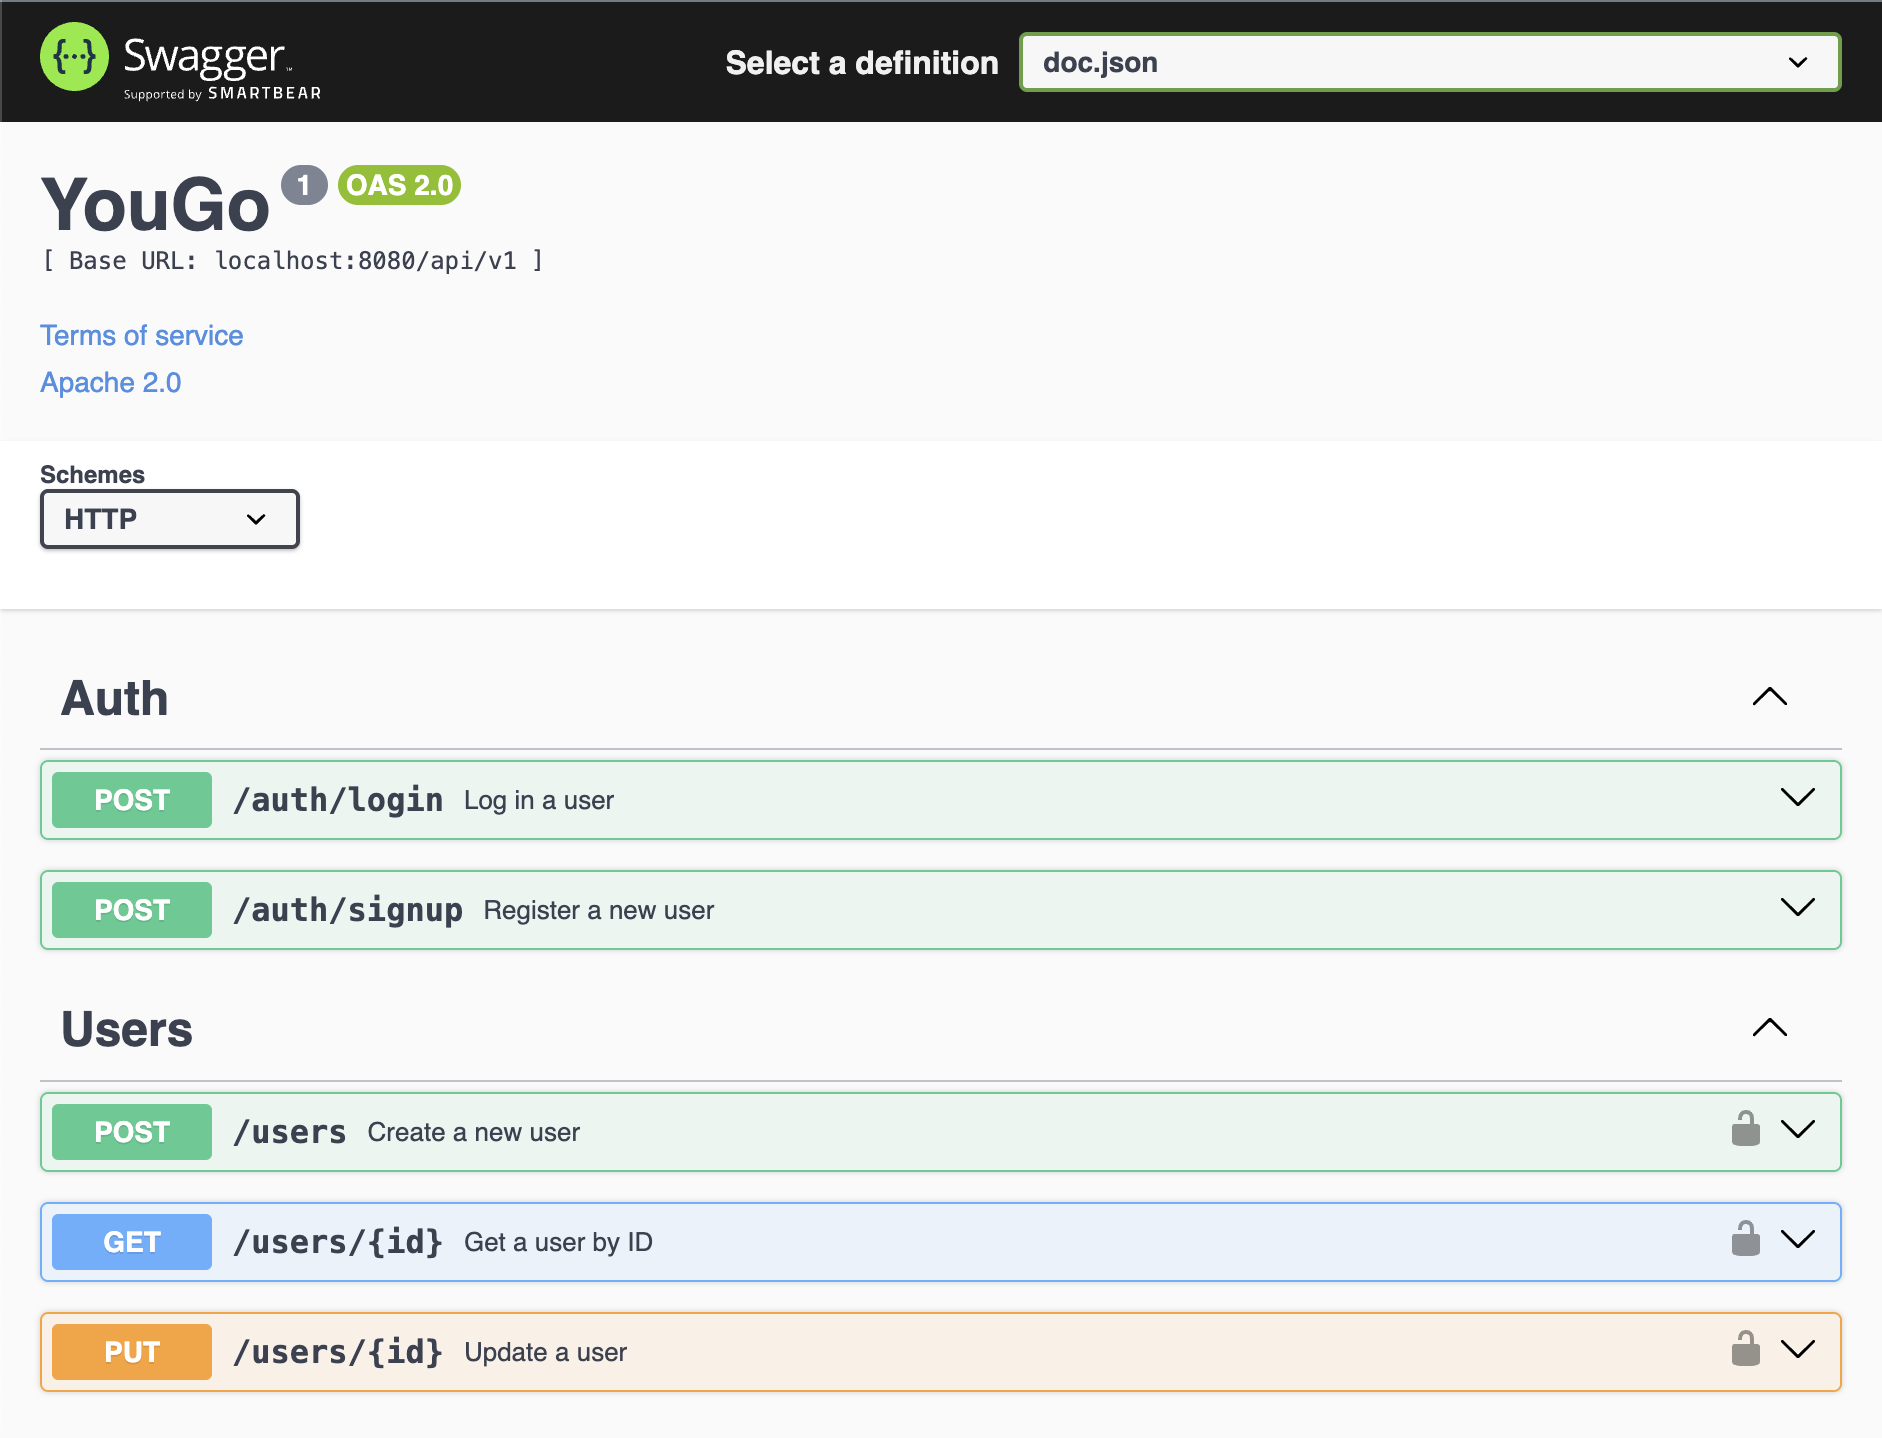 {···} Swagger™
Supported by SMARTBEAR
Select a definition doc.json
YouGo 1 OAS 2.0
[ Base URL: localhost:8080/api/v1 ]
Terms of service
Apache 2.0
Schemes
HTTP
Auth
POST /auth/login Log in a user
POST /auth/signup Register a new user
Users
POST /users Create a new user
GET /users/{id} Get a user by ID
PUT /users/{id} Update a user